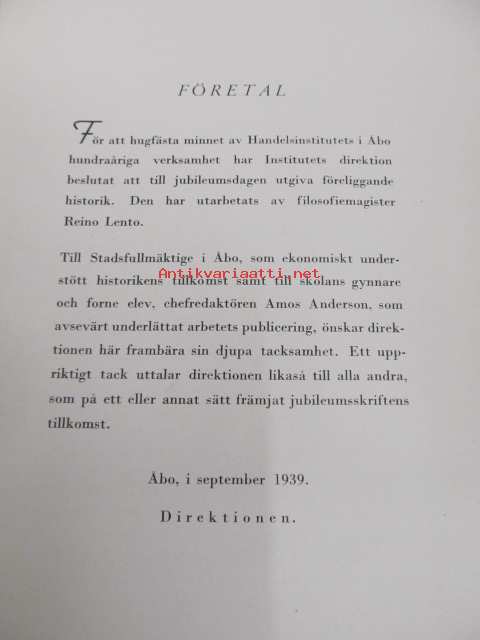 FÖRETAL
För att hugfästa minnet av Handelsinstitutets i Åbo
hundraåriga verksamhet har Institutets direktion
beslutat att till jubileumsdagen utgiva föreliggande
historik. Den har utarbetats av filosofiemagister
Reino Lento.
Till Stadsfullmäktige i Åbo, som ekonomiskt under-
stött historikens tillkomst samt till skolans gynnare
Antikvariaatti.net
och forne elev, chefredaktören Amos Anderson, som
avsevärt underlättat arbetets publicering, önskar direk-
tionen här frambära sin djupa tacksamhet. Ett upp-
riktigt tack uttalar direktionen likaså till alla andra,
som på ett eller annat sätt främjat jubileumsskriftens
tillkomst.
Åbo, i september 1939.
Direktionen.